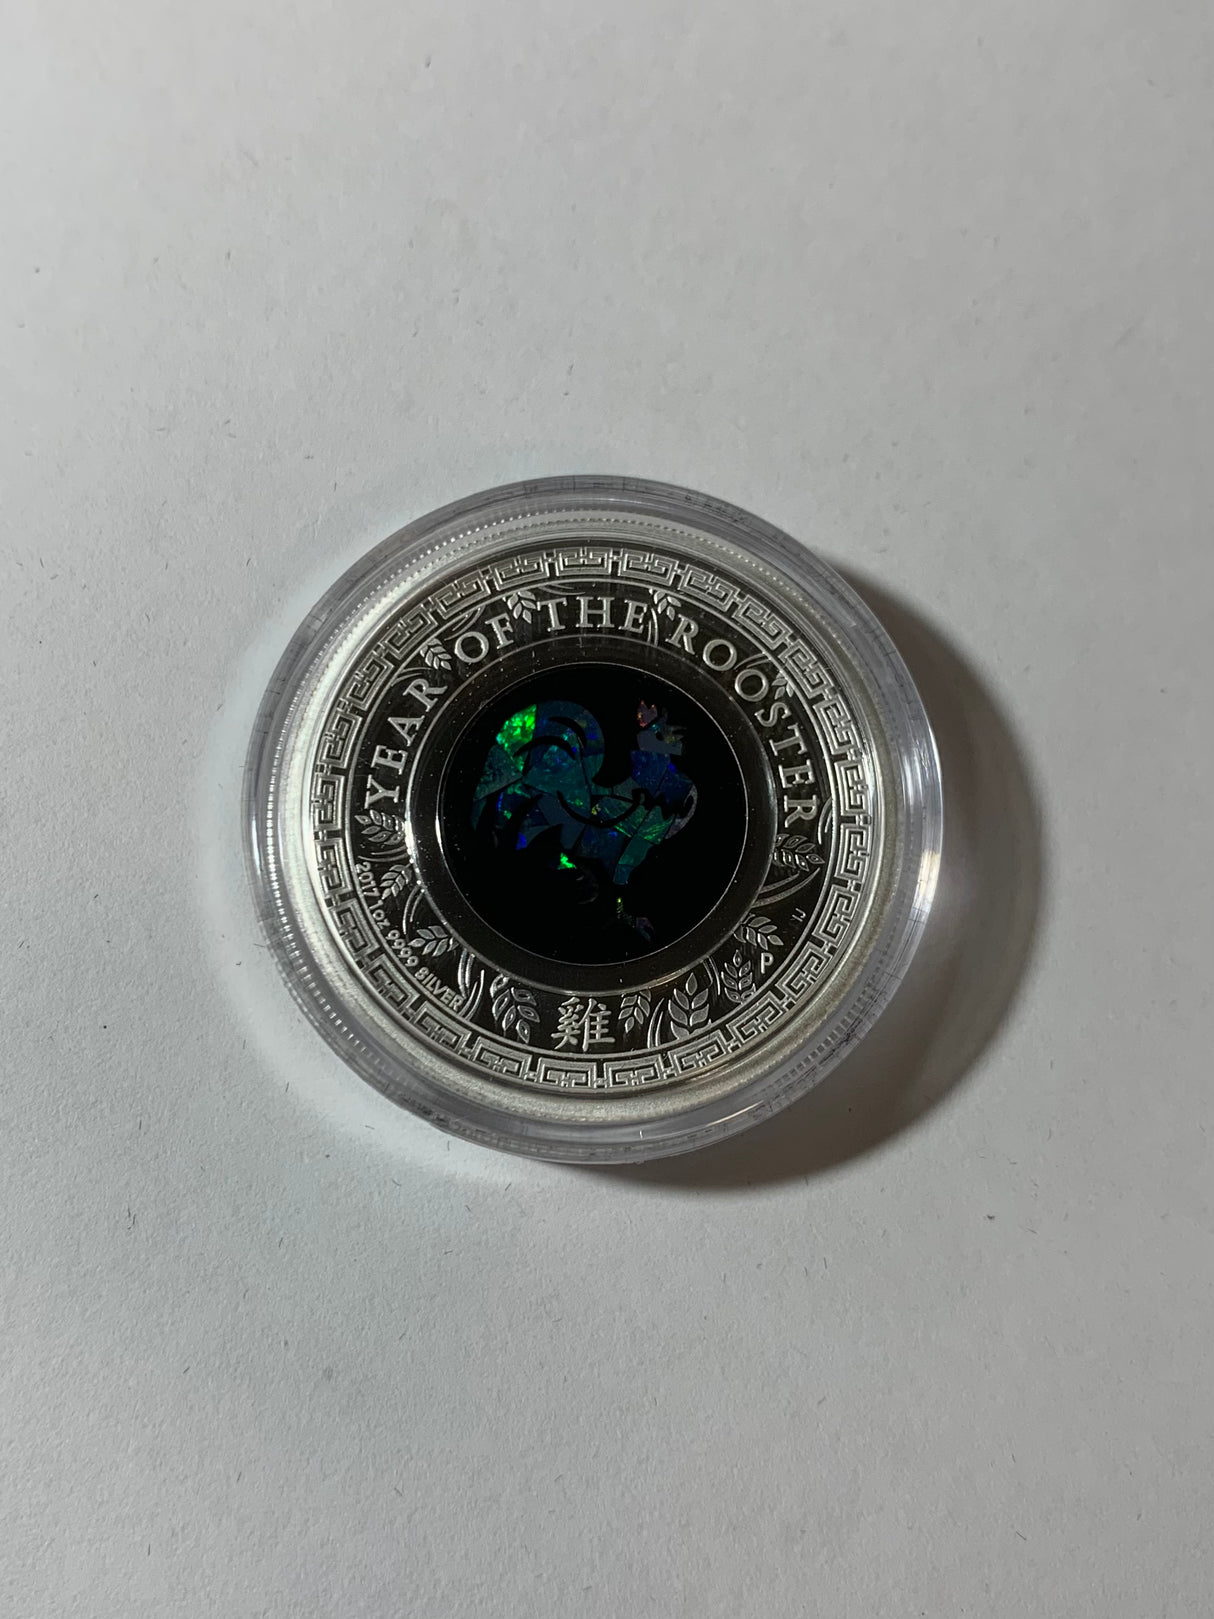 YEAR OF THE ROOSTER
2017 1oz 9999 SILVER
雞
P